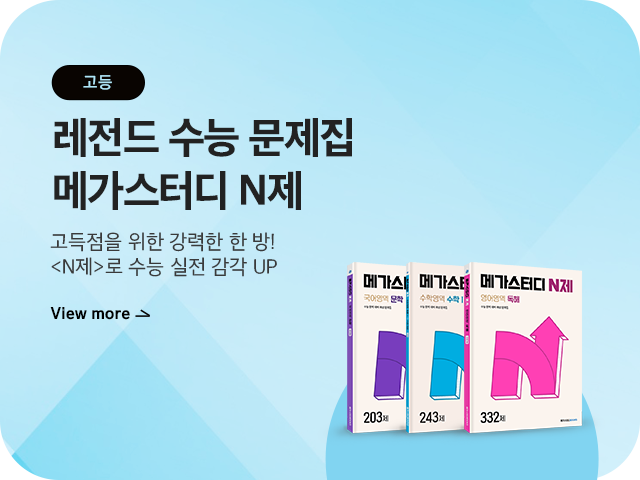 고등
레전드 수능 문제집
메가스터디 N제
고득점을 위한 강력한 한 방!
<N제>로 수능 실전 감각 UP
View more
메가스터
국어영역 문학
203제
메가스터
수학영역 수학
243제
메가스터디 N제
영어영역 독해
332제